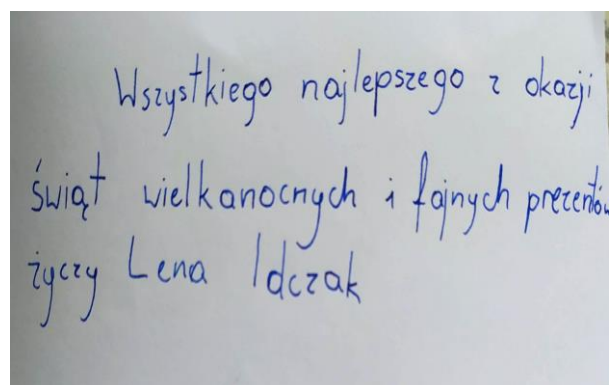 Wszystkiego najlepszego z okazji
świąt wielkanocnych i fajnych prezentów
życzy Lena Idczak